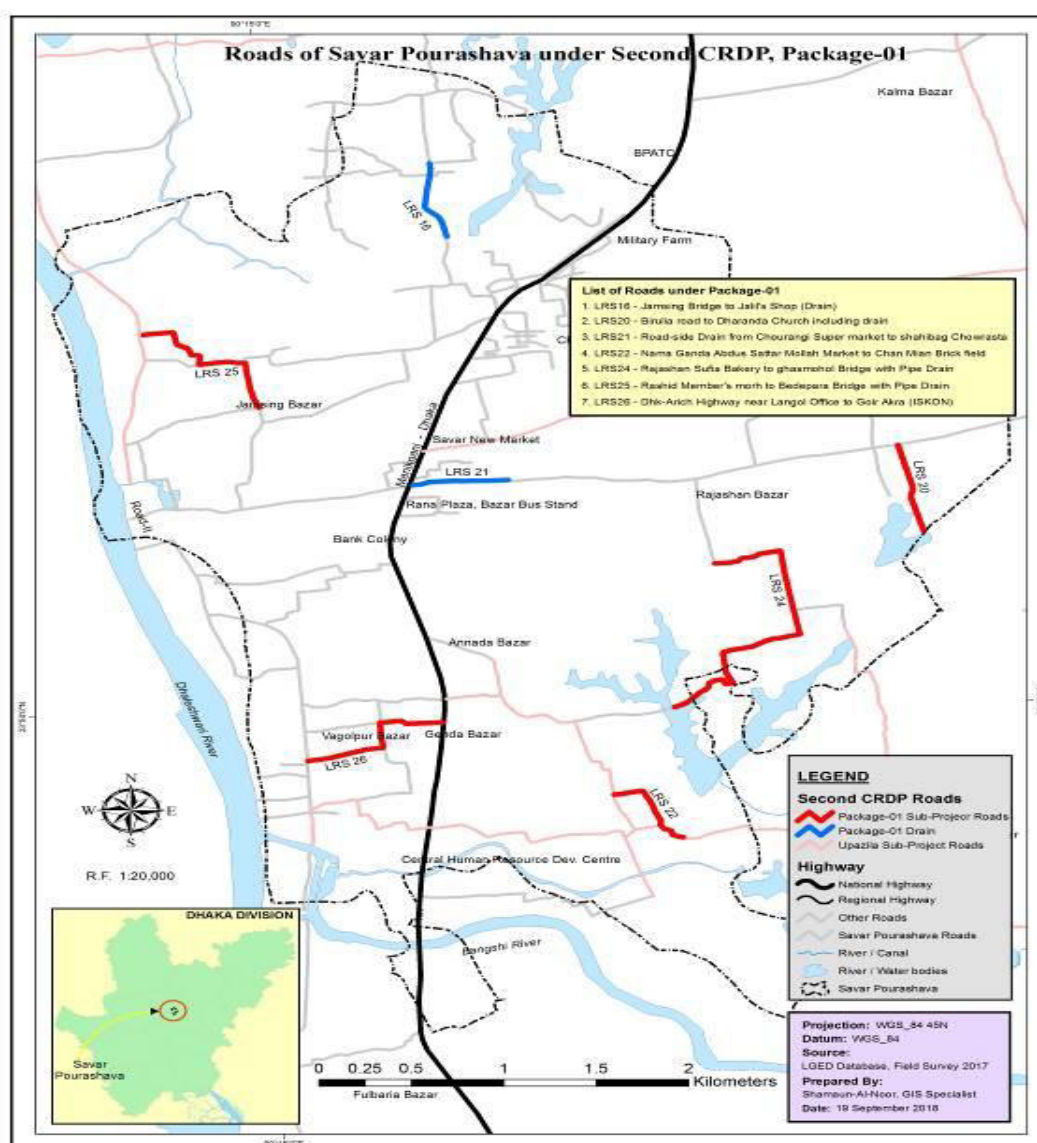 Roads of Savar Pourashava under Second CRDP, Package-01
Kalma Bazar
BPATC
LRS 16
Military Farm
List of Roads under Package-01
1. LRS16 - Jamsing Bridge to Jalil's Shop (Drain)
2. LRS20 - Birulia road to Dharanda Church including drain
3. LRS21 - Road-side Drain from Chourangi Super market to shahibag Chowrasta
4. LRS22 - Nama Ganda Abdus Sattar Mollah Market to Chan Mian Brick field
5. LRS24 - Rajashan Sufia Bakery to ghasmohol Bridge with Pipe Drain
6. LRS25 - Rashid Member's morh to Bedepara Bridge with Pipe Drain
7. LRS26 - Dhk-Arich Highway near Langol Office to Goir Akra (ISKON)
LRS 25
Jamsing Bazar
Manikganj - Dhaka
Savar New Market
LRS 21
LRS 20
Rajashan Bazar
Rana Plaza, Bazar Bus Stand
Road-II
Bank Colony
LRS 24
Annada Bazar
Dhaleshwari River
Vagolpur Bazar
Genda Bazar
LRS 26
LRS 22
N
W
E
S
R.F. 1:20,000
Central Human Resource Dev. Centre
Bangshi River
LEGEND
Second CRDP Roads
Package-01 Sub-Project Roads
Package-01 Drain
Upazila Sub-Project Roads
Highway
National Highway
Regional Highway
Other Roads
Savar Pourashava Roads
River / Canal
River / Water bodies
Savar Pourashava
DHAKA DIVISION
Savar
Pourashava
0 0.25 0.5 1 2
Kilometers
Fulbaria Bazar
Projection: WGS_84 45N
Datum: WGS_84
Source:
LGED Database, Field Survey 2017
Prepared By:
Shamaun-Al-Noor, GIS Specialist
Date: 19 September 2018